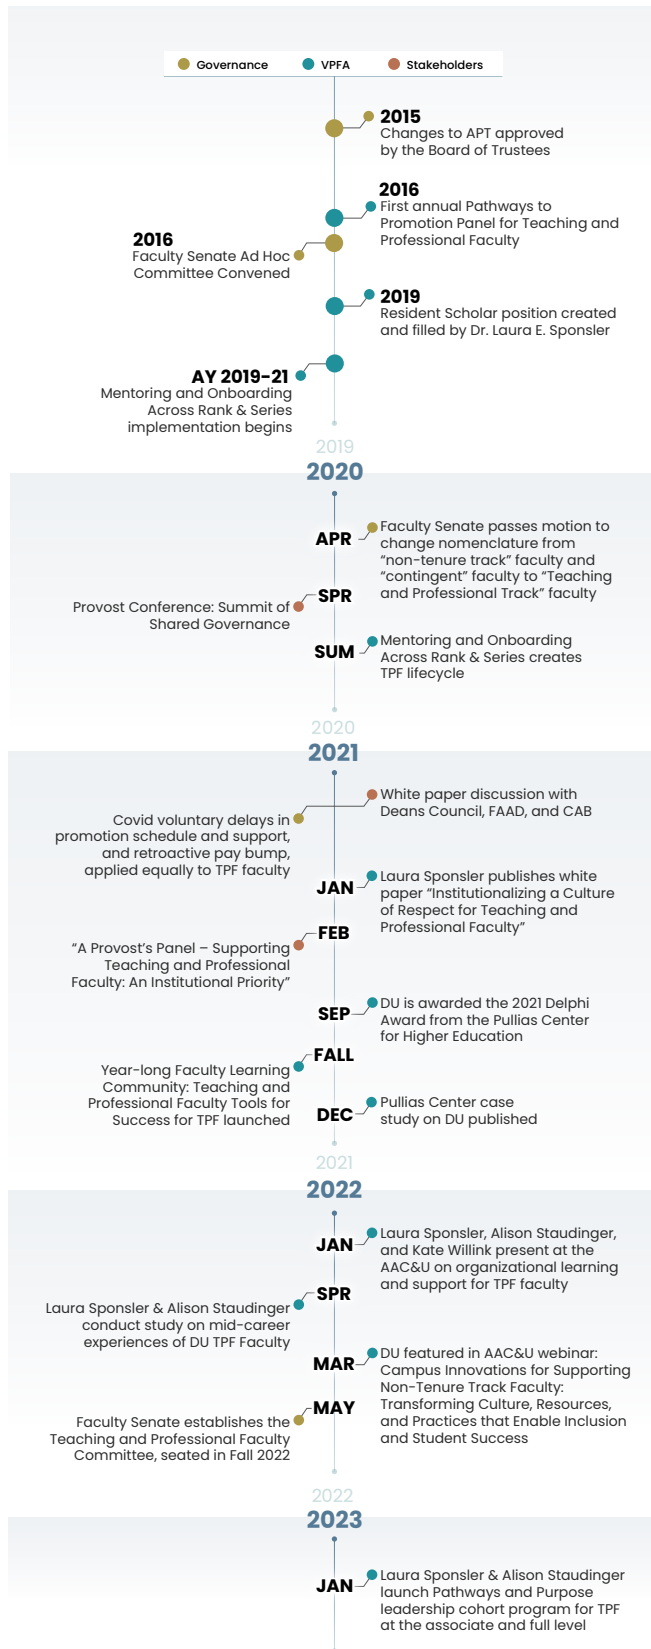 Governance VPFA Stakeholders
2015
Changes to APT approved
by the Board of Trustees
2016
First annual Pathways to
Promotion Panel for Teaching and
Professional Faculty
2016
Faculty Senate Ad Hoc
Committee Convened
2019
Resident Scholar position created
and filled by Dr. Laura E. Sponsler
AY 2019-21
Mentoring and Onboarding
Across Rank & Series
implementation begins
2019
2020
APR
Faculty Senate passes motion to
change nomenclature from
“non-tenure track” faculty and
“contingent” faculty to “Teaching
and Professional Track” faculty
SPR
Provost Conference: Summit of
Shared Governance
SUM
Mentoring and Onboarding
Across Rank & Series creates
TPF lifecycle
2020
2021
White paper discussion with
Deans Council, FAAD, and CAB
Covid voluntary delays in
promotion schedule and support,
and retroactive pay bump,
applied equally to TPF faculty
JAN
Laura Sponsler publishes white
paper “Institutionalizing a Culture
of Respect for Teaching and
Professional Faculty”
FEB
“A Provost’s Panel – Supporting
Teaching and Professional
Faculty: An Institutional Priority”
SEP
DU is awarded the 2021 Delphi
Award from the Pullias Center
for Higher Education
FALL
Year-long Faculty Learning
Community: Teaching and
Professional Faculty Tools for
Success for TPF launched
DEC
Pullias Center case
study on DU published
2021
2022
JAN
Laura Sponsler, Alison Staudinger,
and Kate Willink present at the
AAC&U on organizational learning
and support for TPF faculty
SPR
Laura Sponsler & Alison Staudinger
conduct study on mid-career
experiences of DU TPF Faculty
MAR
DU featured in AAC&U webinar:
Campus Innovations for Supporting
Non-Tenure Track Faculty:
Transforming Culture, Resources,
and Practices that Enable Inclusion
and Student Success
MAY
Faculty Senate establishes the
Teaching and Professional Faculty
Committee, seated in Fall 2022
2022
2023
JAN
Laura Sponsler & Alison Staudinger
launch Pathways and Purpose
leadership cohort program for TPF
at the associate and full level